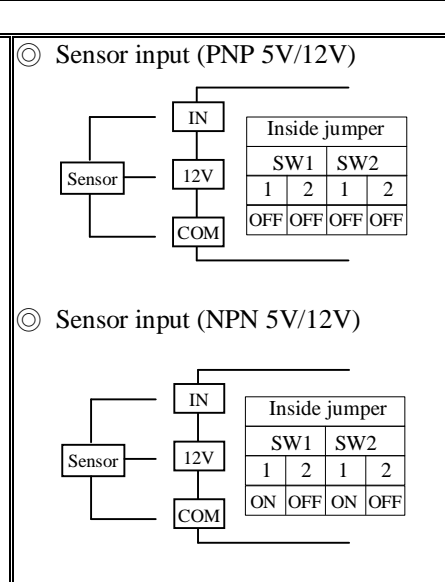 ◎ Sensor input (PNP 5V/12V)
IN
Sensor
12V
COM
Inside jumper
SW1 SW2
1 2 1 2
OFF OFF OFF OFF
◎ Sensor input (NPN 5V/12V)
IN
Sensor
12V
COM
Inside jumper
SW1 SW2
1 2 1 2
ON OFF ON OFF